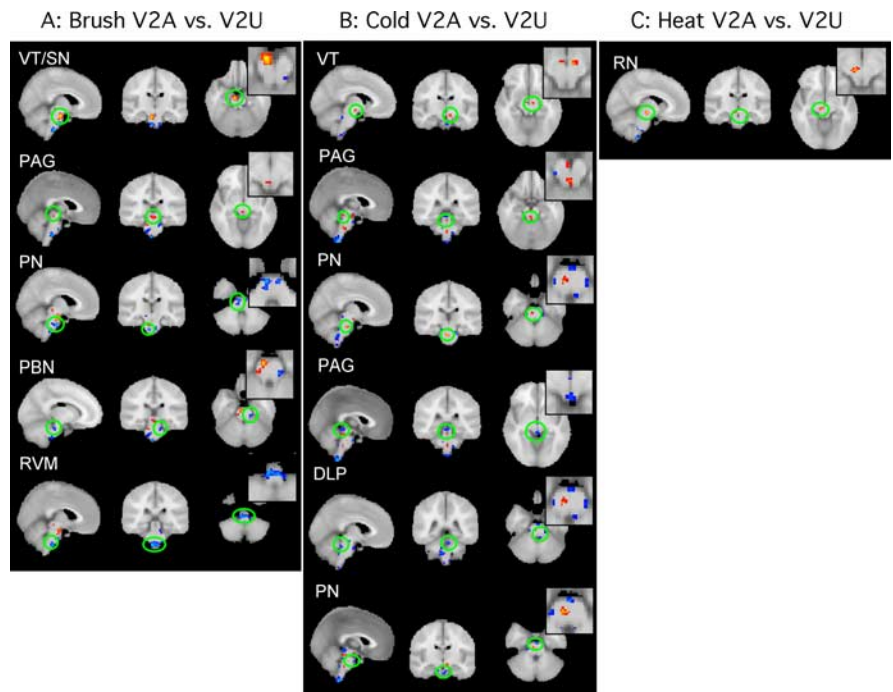 A: Brush V2A vs. V2U
VT/SN
PAG
PN
PBN
RVM
B: Cold V2A vs. V2U
VT
PAG
PN
PAG
DLP
PN
C: Heat V2A vs. V2U
RN